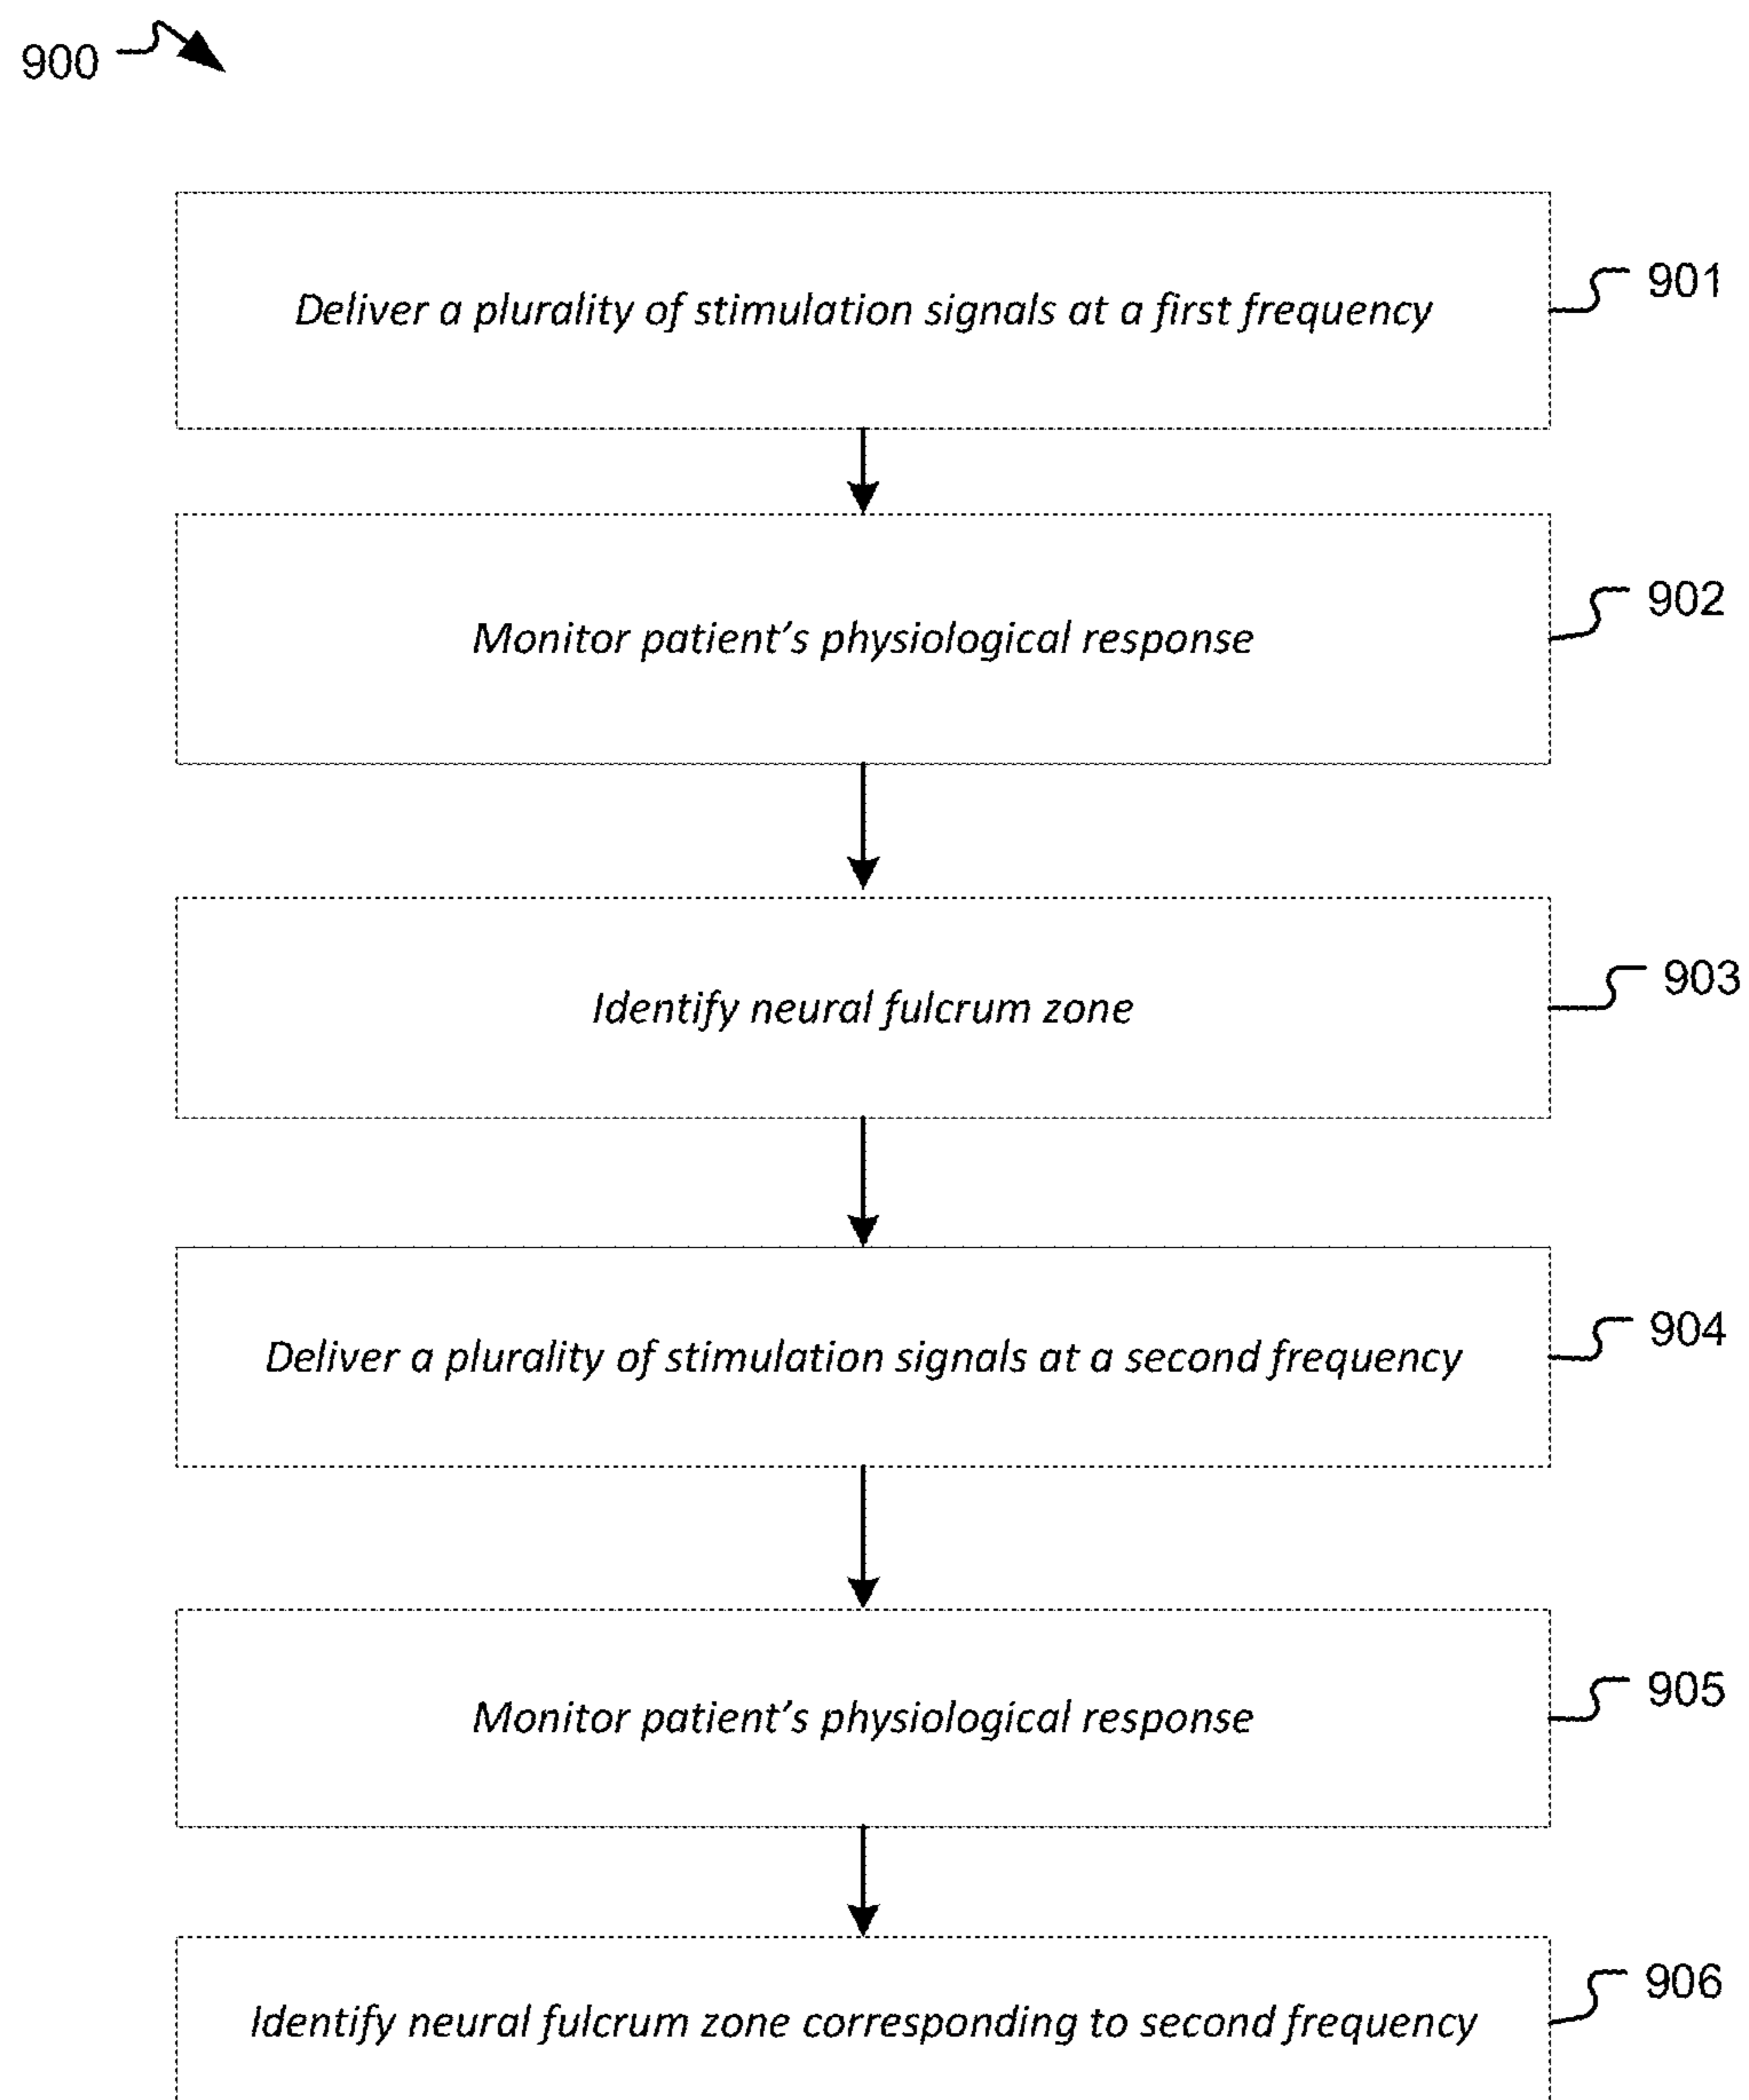 900
Deliver a plurality of stimulation signals at a first frequency
901
Monitor patient's physiological response
902
Identify neural fulcrum zone
903
Deliver a plurality of stimulation signals at a second frequency
904
Monitor patient's physiological response
905
Identify neural fulcrum zone corresponding to second frequency
906